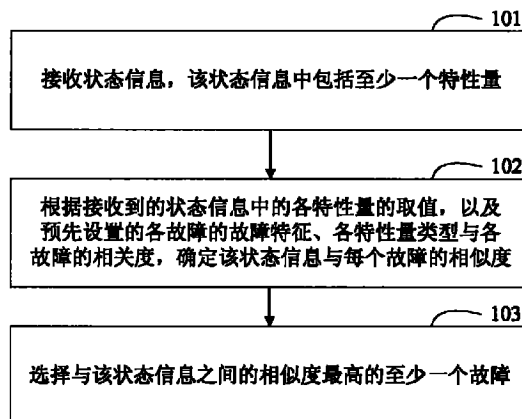 101
接收状态信息，该状态信息中包括至少一个特性量
102
根据接收到的状态信息中的各特性量的取值，以及
预先设置的各故障的故障特征、各特性量类型与各
故障的相关度，确定该状态信息与每个故障的相似度
103
选择与该状态信息之间的相似度最高的至少一个故障